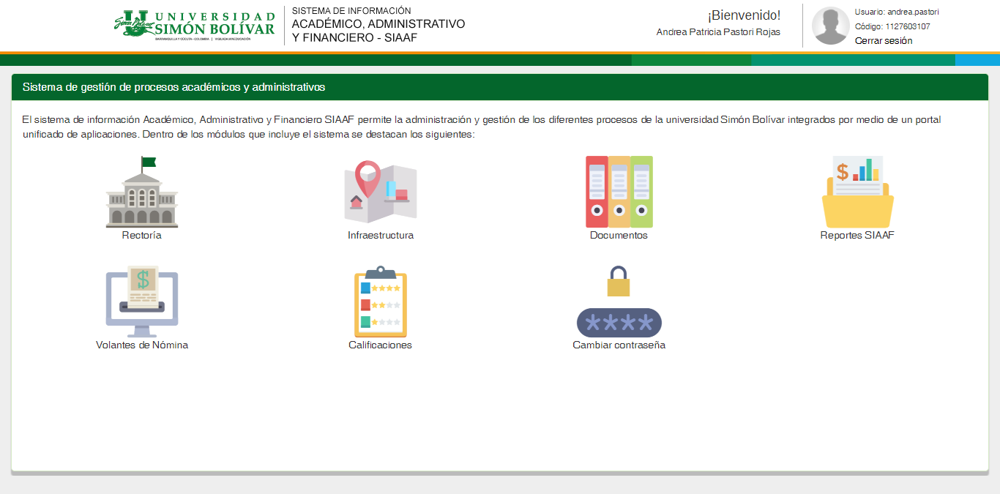 UNIVERSIDAD
SIMÓN BOLÍVAR
BARRANQUILLA Y CÚCUTA - COLOMBIA | VIGILADA MINEDUCACIÓN
SISTEMA DE INFORMACIÓN
ACADÉMICO, ADMINISTRATIVO
Y FINANCIERO - SIAAF
¡Bienvenido!
Andrea Patricia Pastori Rojas
Usuario: andrea.pastori
Código: 1127603107
Cerrar sesión
Sistema de gestión de procesos académicos y administrativos
El sistema de información Académico, Administrativo y Financiero SIAAF permite la administración y gestión de los diferentes procesos de la universidad Simón Bolívar integrados por medio de un portal
unificado de aplicaciones. Dentro de los módulos que incluye el sistema se destacan los siguientes:
Rectoría
Infraestructura
Documentos
Reportes SIAAF
Volantes de Nómina
Calificaciones
Cambiar contraseña